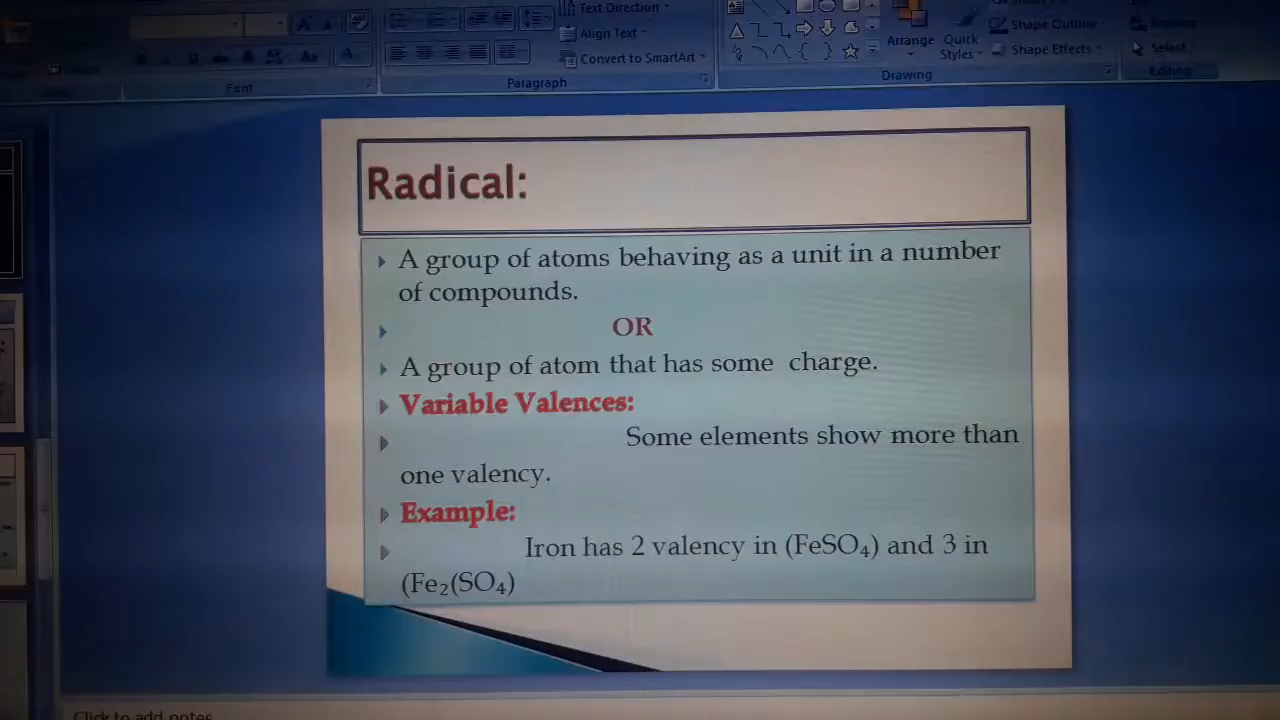 Text Direction
Align Text
Convert to SmartArt
Arrange
Quick Styles
Shape Outline
Shape Effects
Select
Font
Paragraph
Drawing
Editing
Radical:
A group of atoms behaving as a unit in a number
of compounds.
OR
A group of atom that has some charge.
Variable Valences:
Some elements show more than
one valency.
Example:
Iron has 2 valency in (FeSO₄) and 3 in
(Fe₂(SO₄)
Click to add notes